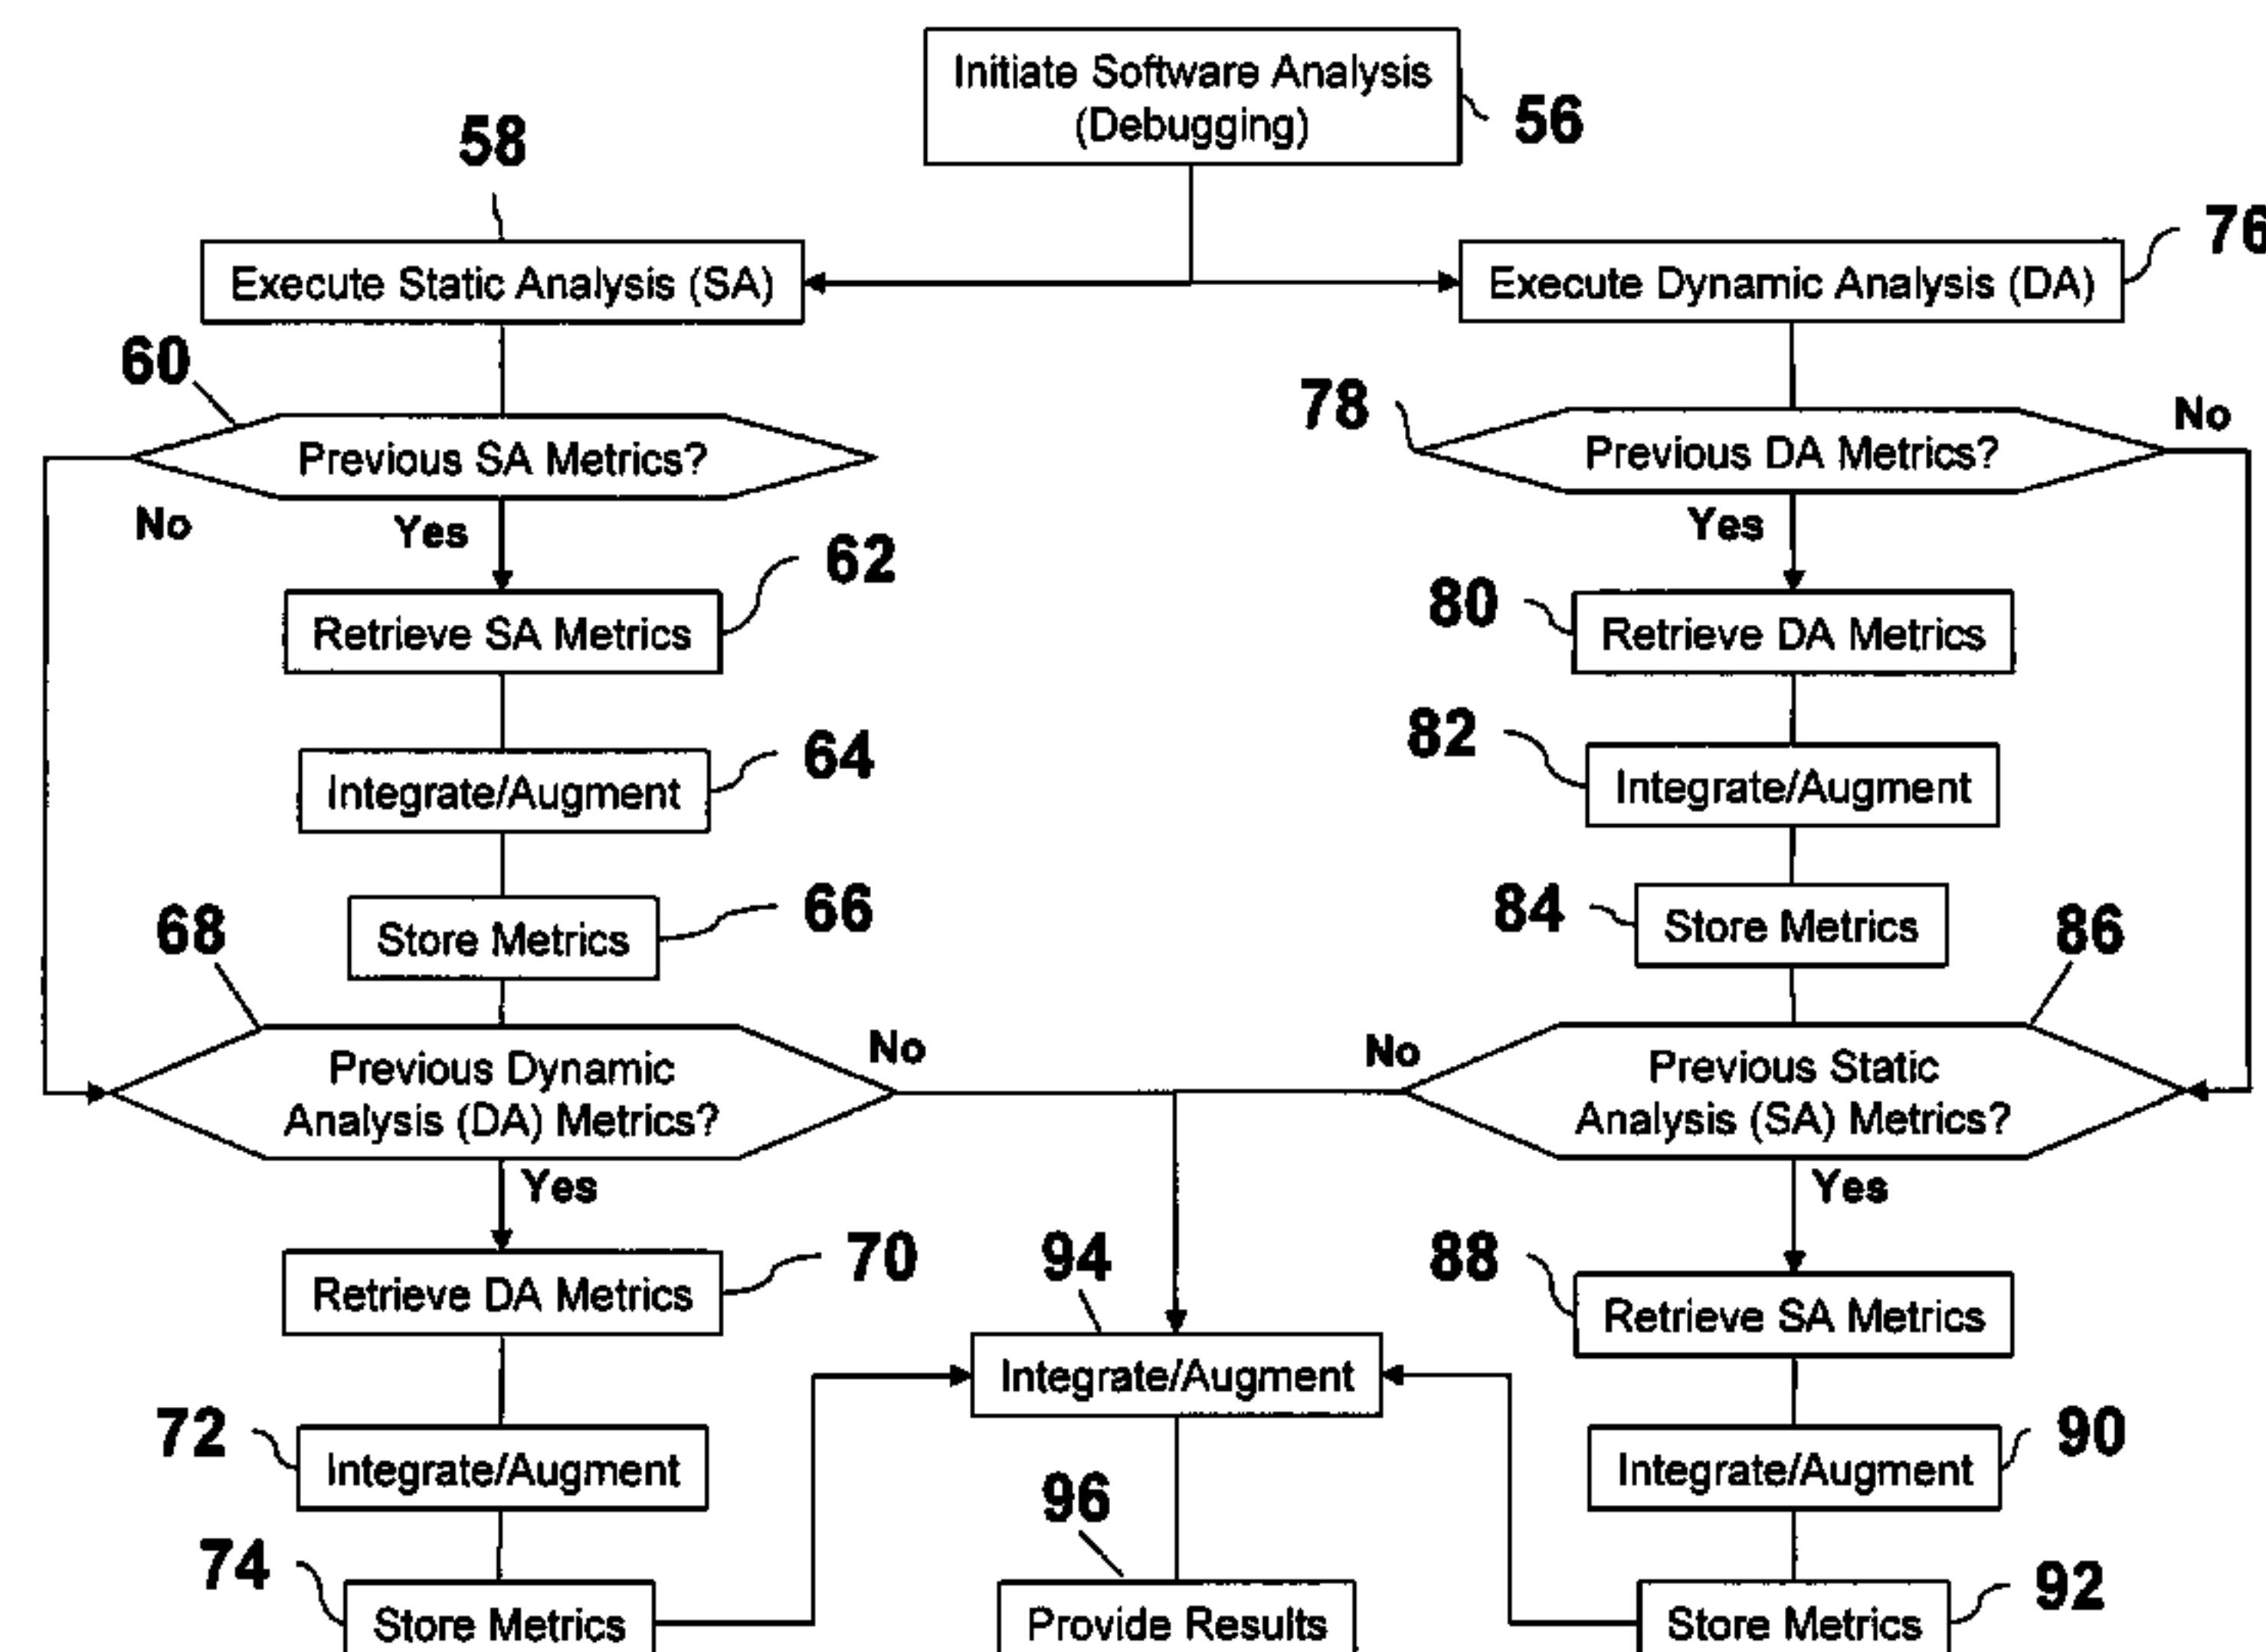 Initiate Software Analysis
(Debugging)
56
58
Execute Static Analysis (SA)
Execute Dynamic Analysis (DA)
76
60
Previous SA Metrics?
No
Yes
78
Previous DA Metrics?
No
Yes
62
Retrieve SA Metrics
80
Retrieve DA Metrics
64
Integrate/Augment
82
Integrate/Augment
66
Store Metrics
84
Store Metrics
68
Previous Dynamic
Analysis (DA) Metrics?
No
Yes
86
Previous Static
Analysis (SA) Metrics?
No
Yes
70
Retrieve DA Metrics
94
Integrate/Augment
88
Retrieve SA Metrics
72
Integrate/Augment
90
Integrate/Augment
74
Store Metrics
96
Provide Results
92
Store Metrics